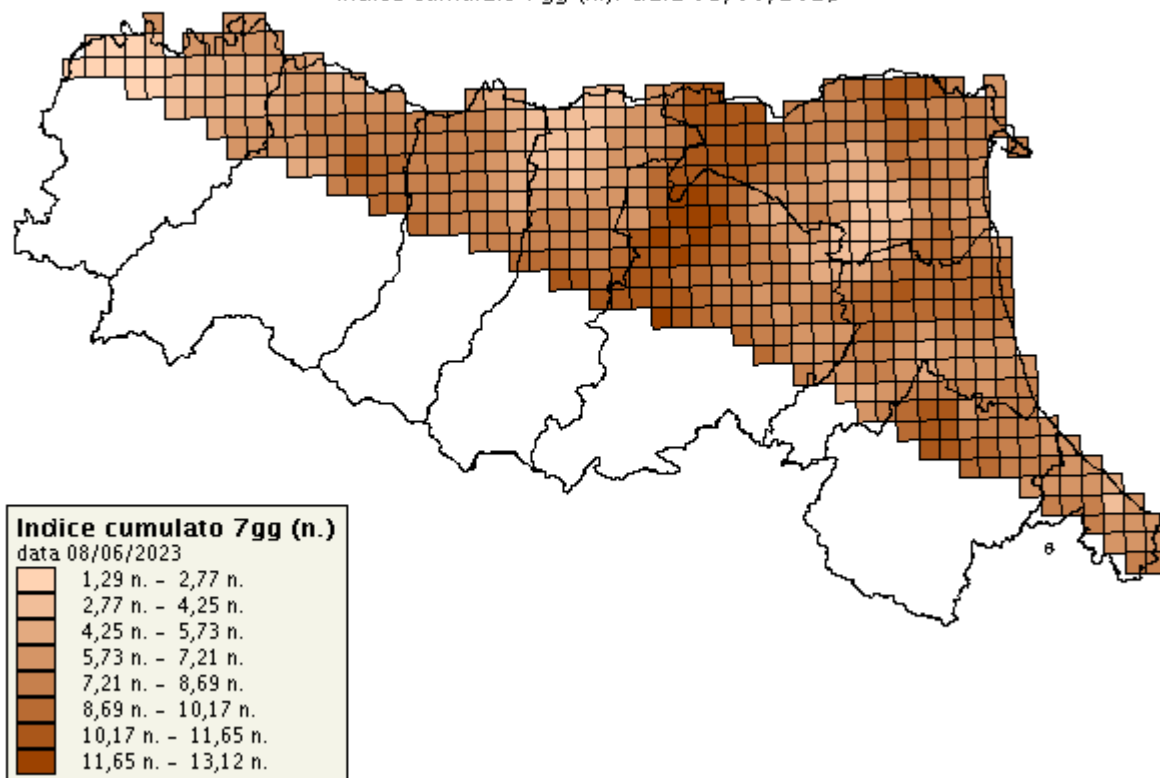 Indice cumulato 7gg (n.)
data 08/06/2023
1,29 n. – 2,77 n.
2,77 n. – 4,25 n.
4,25 n. – 5,73 n.
5,73 n. – 7,21 n.
7,21 n. – 8,69 n.
8,69 n. – 10,17 n.
10,17 n. – 11,65 n.
11,65 n. – 13,12 n.